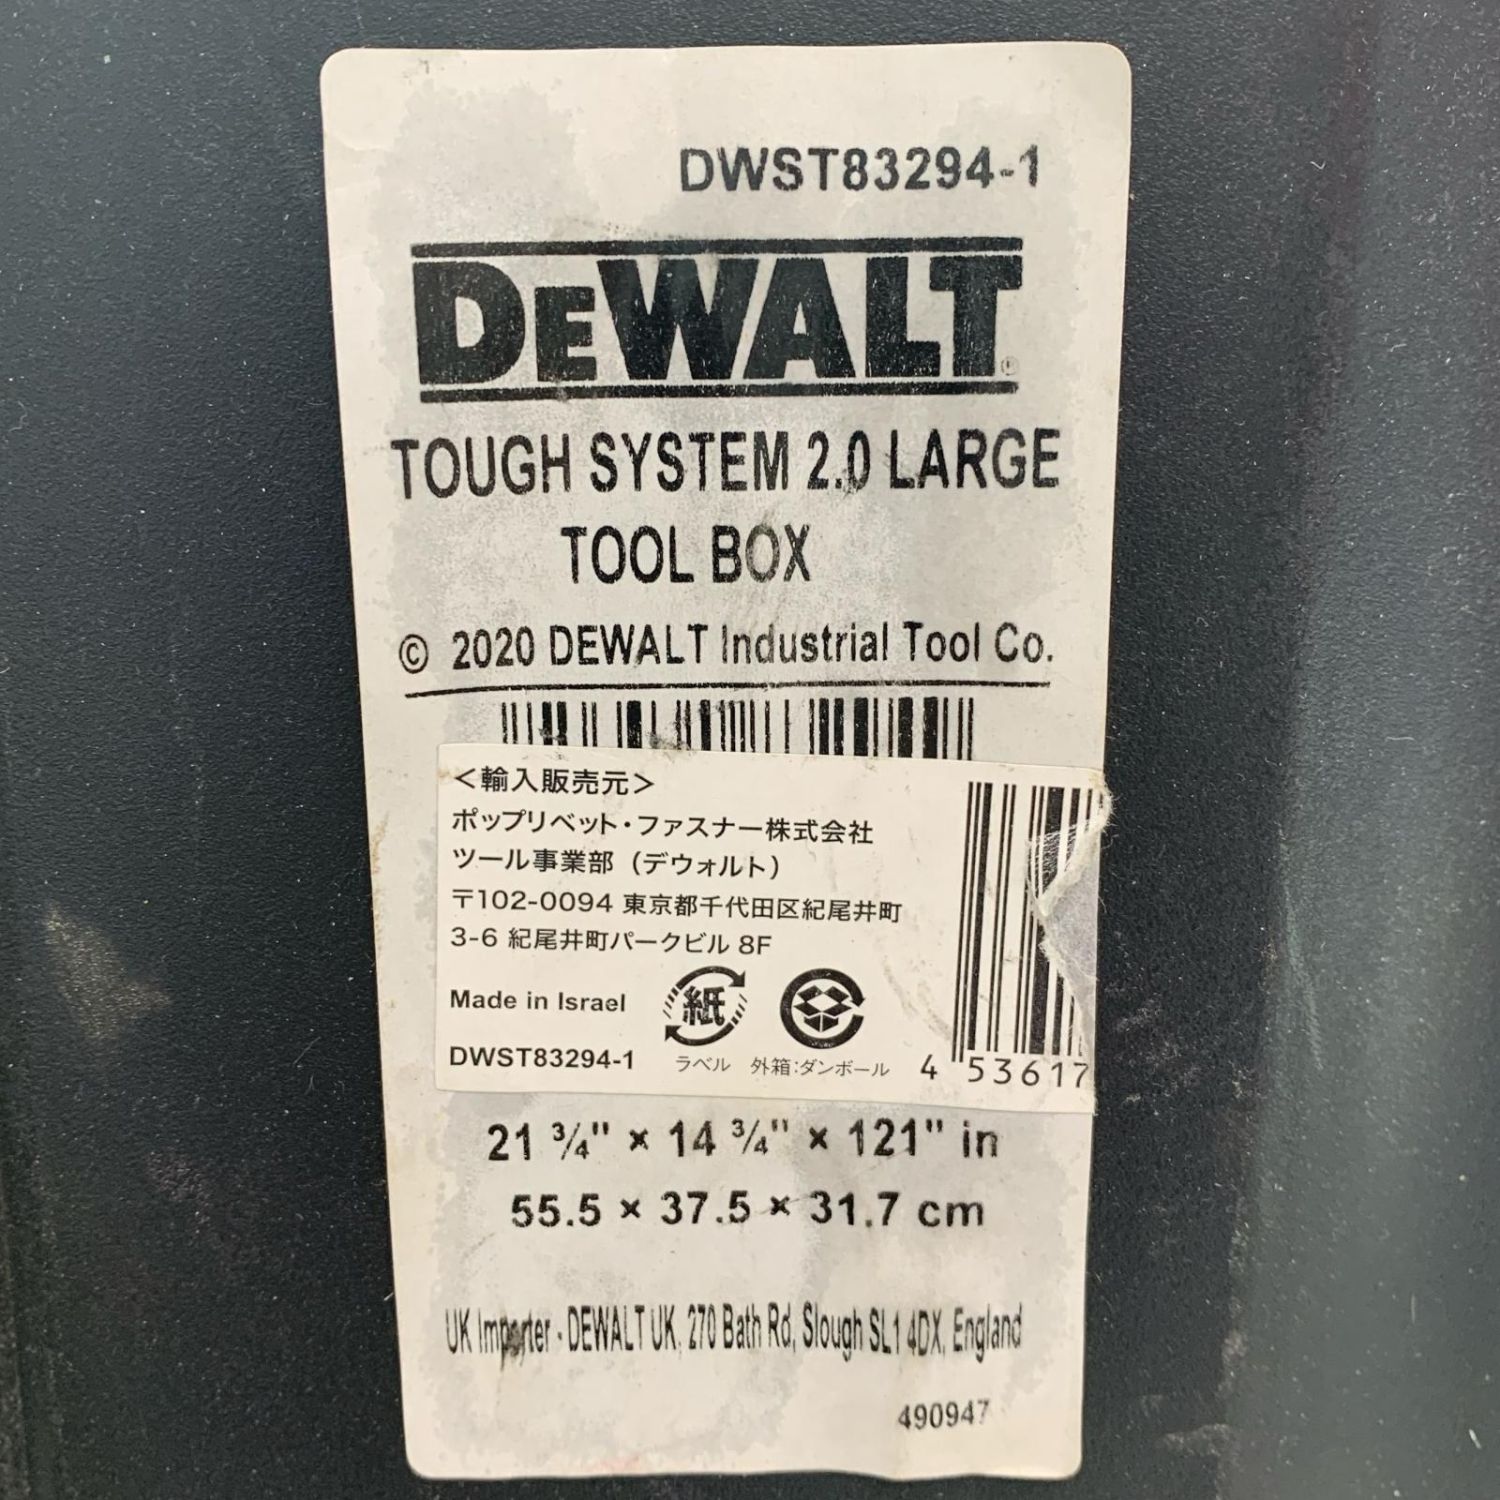 DWST83294-1
DEWALT®
TOUGH SYSTEM 2.0 LARGE
TOOL BOX
© 2020 DEWALT Industrial Tool Co.
＜輸入販売元＞
ポップリベット・ファスナー株式会社
ツール事業部（デウォルト）
〒102-0094 東京都千代田区紀尾井町
3-6 紀尾井町パークビル 8F
Made in Israel
DWST83294-1
紙
ラベル
外箱:ダンボール
4 53617
21 ¾" × 14 ¾" × 121" in
55.5 × 37.5 × 31.7 cm
UK Importer - DEWALT UK, 270 Bath Rd, Slough SL1 4DX, England
490947